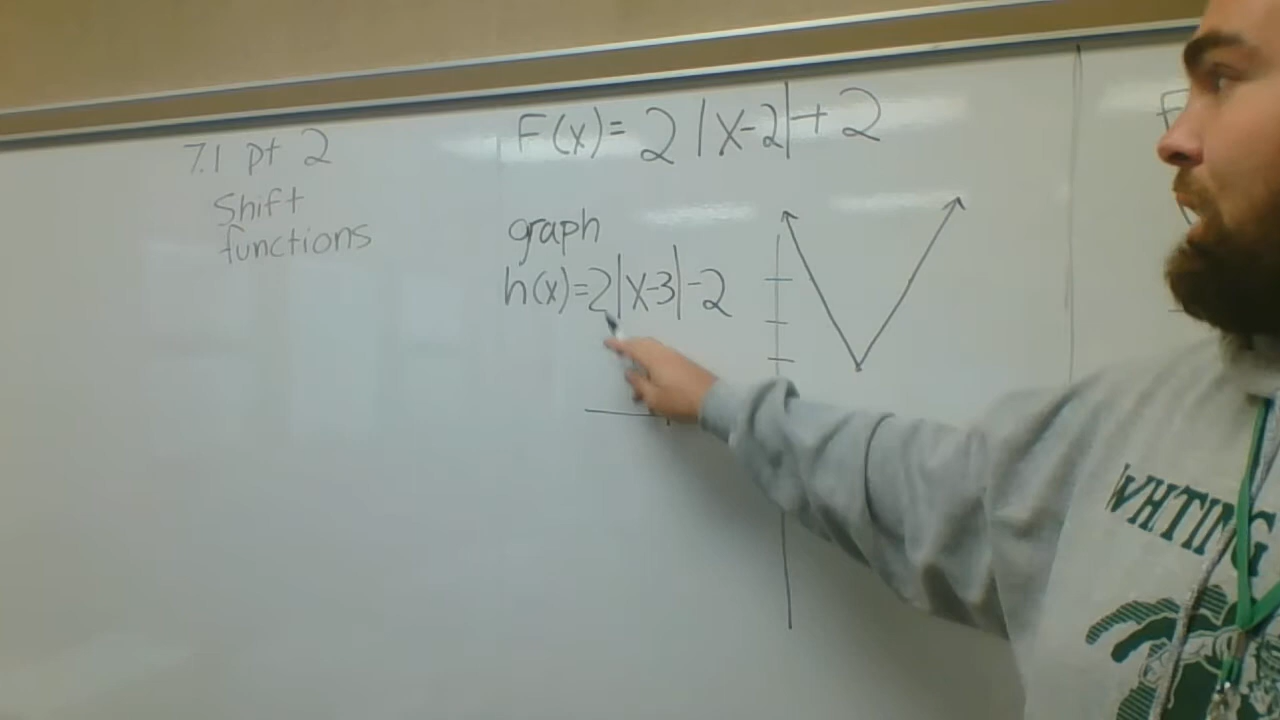 7.1 pt 2
Shift
functions
F(x)= 2|x-2|+2
graph
h(x)=2|x-3|-2
WHTING